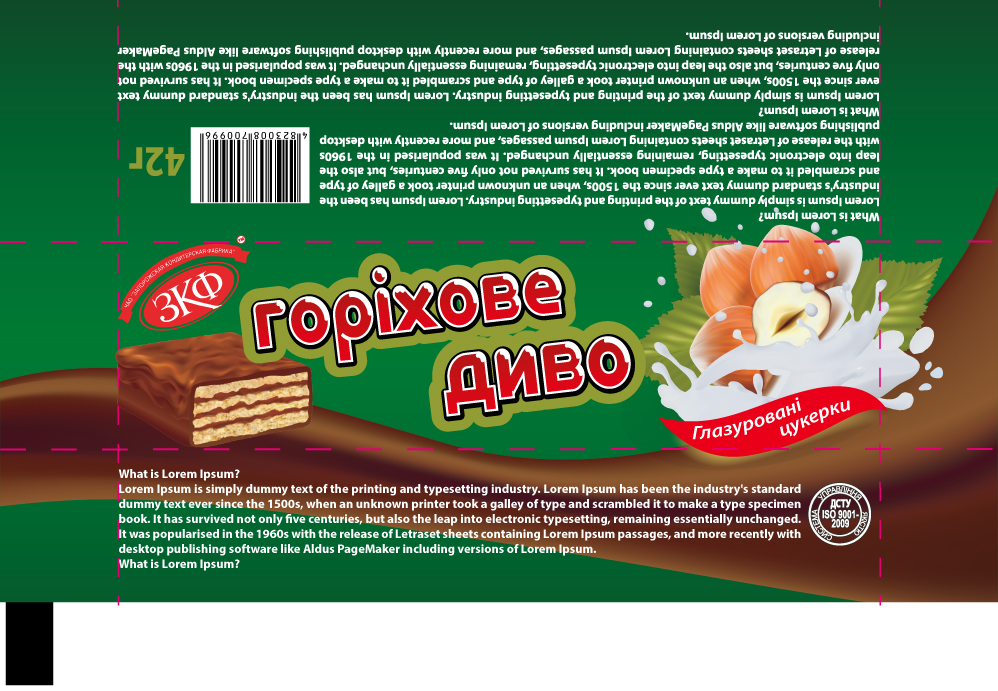 What is Lorem Ipsum?
Lorem Ipsum is simply dummy text of the printing and typesetting industry. Lorem Ipsum has been the
industry's standard dummy text ever since the 1500s, when an unknown printer took a galley of type
and scrambled it to make a type specimen book. It has survived not only five centuries, but also the
leap into electronic typesetting, remaining essentially unchanged. It was popularised in the 1960s
with the release of Letraset sheets containing Lorem Ipsum passages, and more recently with desktop
publishing software like Aldus PageMaker including versions of Lorem Ipsum.
What is Lorem Ipsum?
Lorem Ipsum is simply dummy text of the printing and typesetting industry. Lorem Ipsum has been the industry's standard dummy text
ever since the 1500s, when an unknown printer took a galley of type and scrambled it to make a type specimen book. It has survived not
only five centuries, but also the leap into electronic typesetting, remaining essentially unchanged. It was popularised in the 1960s with the
release of Letraset sheets containing Lorem Ipsum passages, and more recently with desktop publishing software like Aldus PageMaker
including versions of Lorem Ipsum.
4 823008 700996
42г
"ЗАПОРОЖСКАЯ КОНДИТЕРСКАЯ ФАБРИКА"
ЗКФ
горіхове
диво
Глазуровані
цукерки
What is Lorem Ipsum?
Lorem Ipsum is simply dummy text of the printing and typesetting industry. Lorem Ipsum has been the industry's standard
dummy text ever since the 1500s, when an unknown printer took a galley of type and scrambled it to make a type specimen
book. It has survived not only five centuries, but also the leap into electronic typesetting, remaining essentially unchanged.
It was popularised in the 1960s with the release of Letraset sheets containing Lorem Ipsum passages, and more recently with
desktop publishing software like Aldus PageMaker including versions of Lorem Ipsum.
What is Lorem Ipsum?
СИСТЕМА УПРАВЛІННЯ ЯКІСТЮ
ДСТУ
ISO 9001-
2009